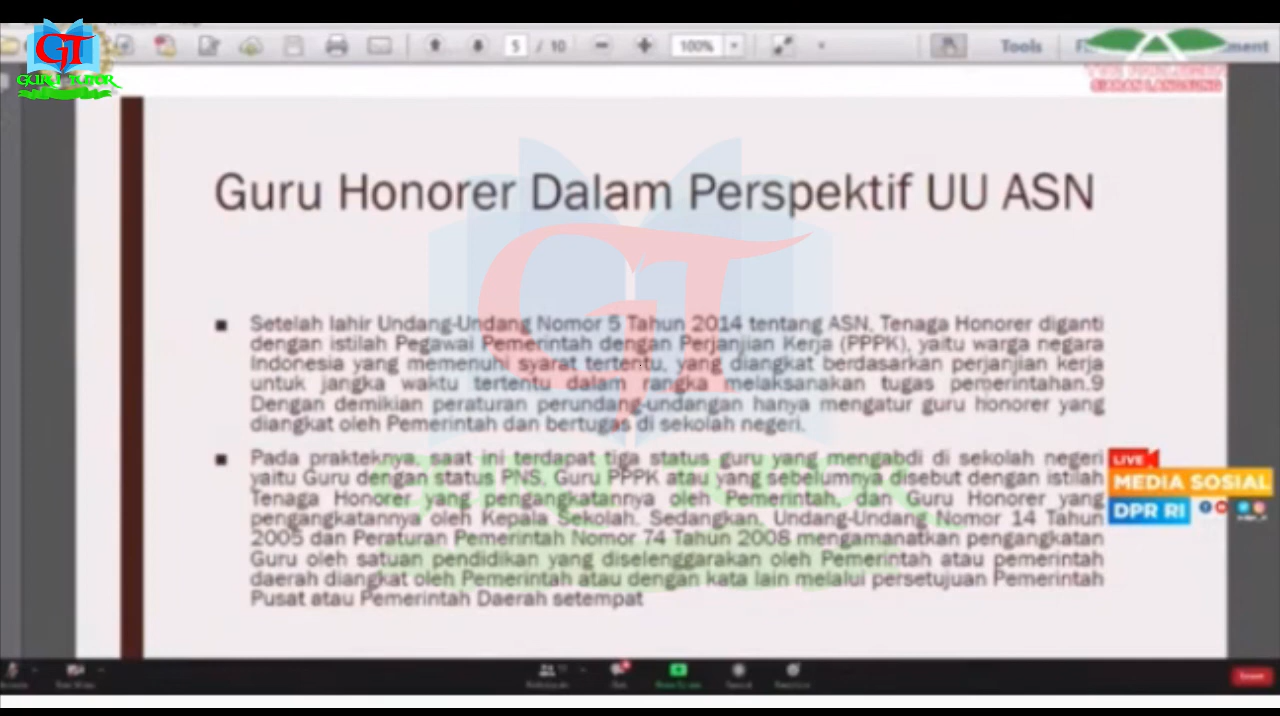 GT
GURU TUTOR
5 / 10
100%
Tools
Guru Honorer Dalam Perspektif UU ASN
GT
■ Setelah lahir Undang-Undang Nomor 5 Tahun 2014 tentang ASN, Tenaga Honorer diganti
dengan istilah Pegawai Pemerintah dengan Perjanjian Kerja (PPPK), yaitu warga negara
Indonesia yang memenuhi syarat tertentu, yang diangkat berdasarkan perjanjian kerja
untuk jangka waktu tertentu dalam rangka melaksanakan tugas pemerintahan.9
Dengan demikian peraturan perundang-undangan hanya mengatur guru honorer yang
diangkat oleh Pemerintah dan bertugas di sekolah negeri.
■ Pada prakteknya, saat ini terdapat tiga status guru yang mengabdi di sekolah negeri
yaitu Guru dengan status PNS, Guru PPPK atau yang sebelumnya disebut dengan istilah
Tenaga Honorer yang pengangkatannya oleh Pemerintah, dan Guru Honorer yang
pengangkatannya oleh Kepala Sekolah. Sedangkan, Undang-Undang Nomor 14 Tahun
2005 dan Peraturan Pemerintah Nomor 74 Tahun 2008 mengamanatkan pengangkatan
Guru oleh satuan pendidikan yang diselenggarakan oleh Pemerintah atau pemerintah
daerah diangkat oleh Pemerintah atau dengan kata lain melalui persetujuan Pemerintah
Pusat atau Pemerintah Daerah setempat
LIVE
MEDIA SOSIAL
DPR RI